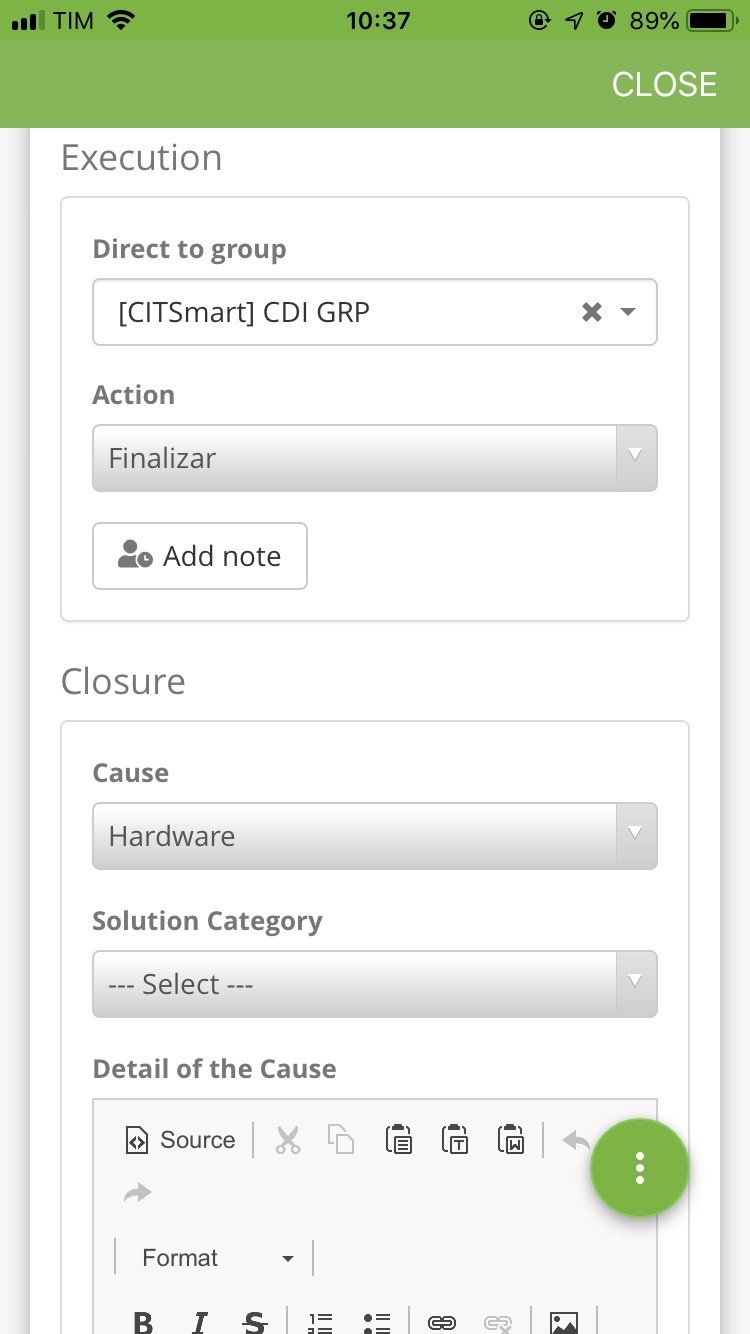 TIM 10:37 89%
CLOSE
Execution
Direct to group
[CITSmart] CDI GRP
Action
Finalizar
Add note
Closure
Cause
Hardware
Solution Category
--- Select ---
Detail of the Cause
Source
Format
B I S